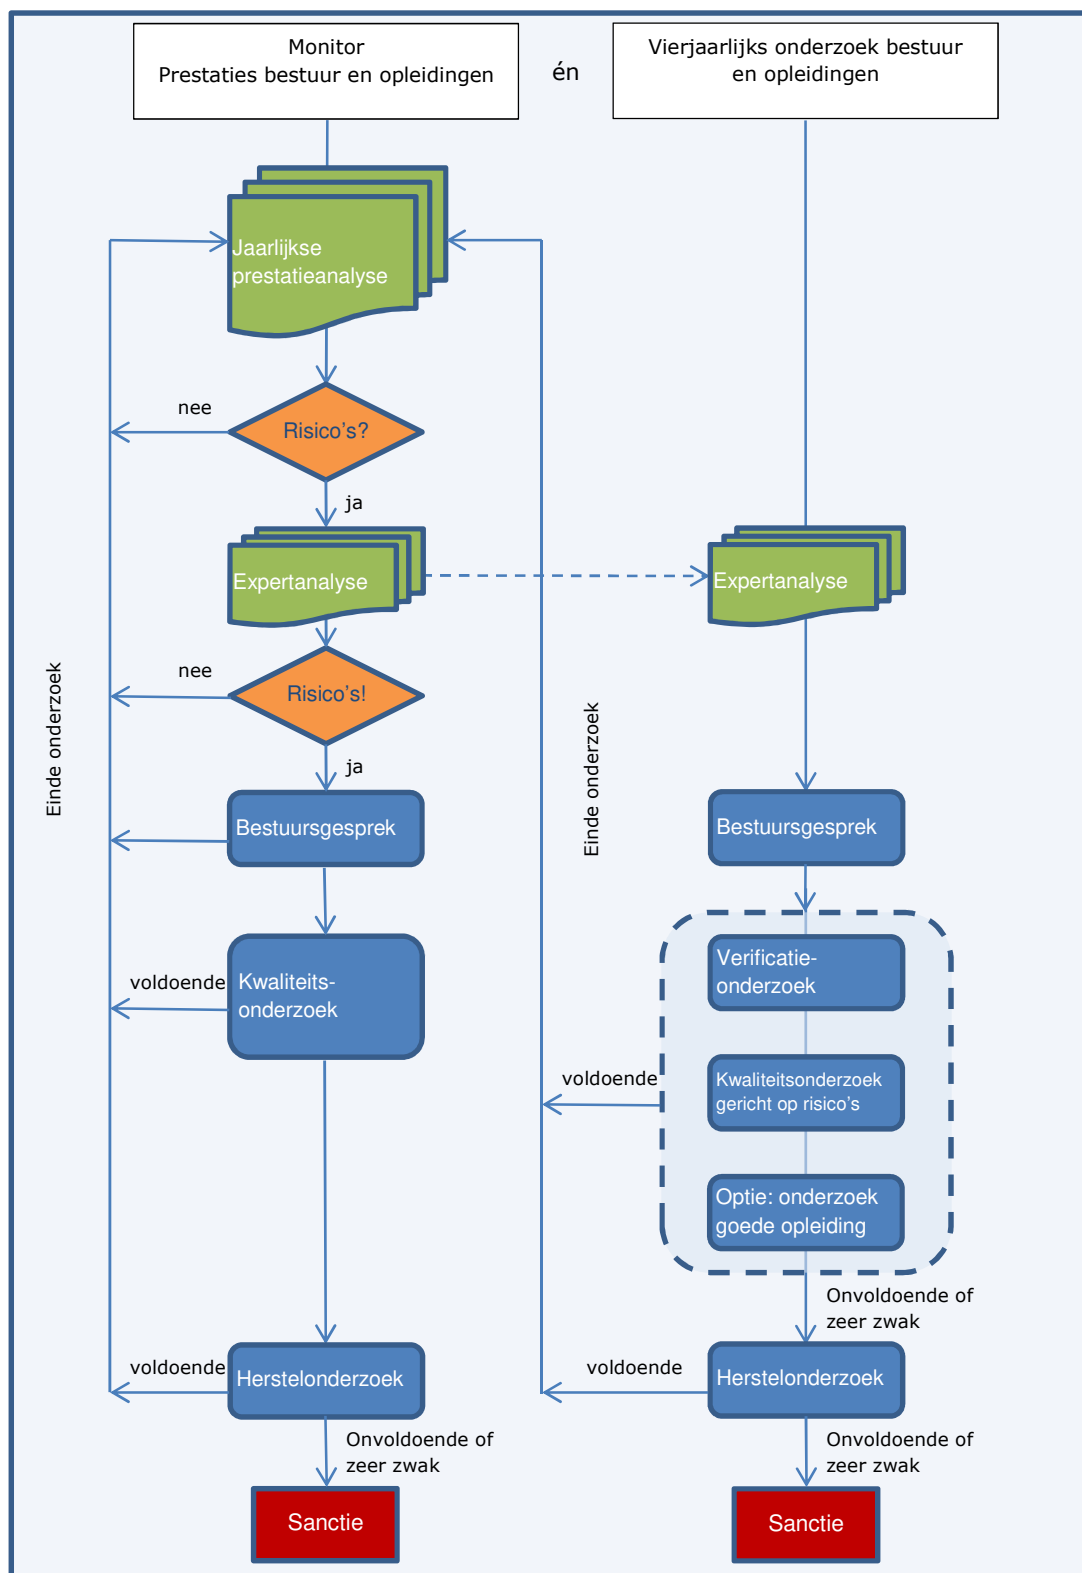 Monitor
Prestaties bestuur en opleidingen
én
Vierjaarlijks onderzoek bestuur
en opleidingen
Jaarlijkse
prestatieanalyse
nee
Risico's?
ja
Expertanalyse
Expertanalyse
nee
Risico's!
ja
Einde onderzoek
Einde onderzoek
Bestuursgesprek
Bestuursgesprek
voldoende
Kwaliteits-
onderzoek
Verificatie-
onderzoek
voldoende
Kwaliteitsonderzoek
gericht op risico's
Optie: onderzoek
goede opleiding
Onvoldoende of
zeer zwak
voldoende
Herstelonderzoek
voldoende
Herstelonderzoek
Onvoldoende of
zeer zwak
Onvoldoende of
zeer zwak
Sanctie
Sanctie